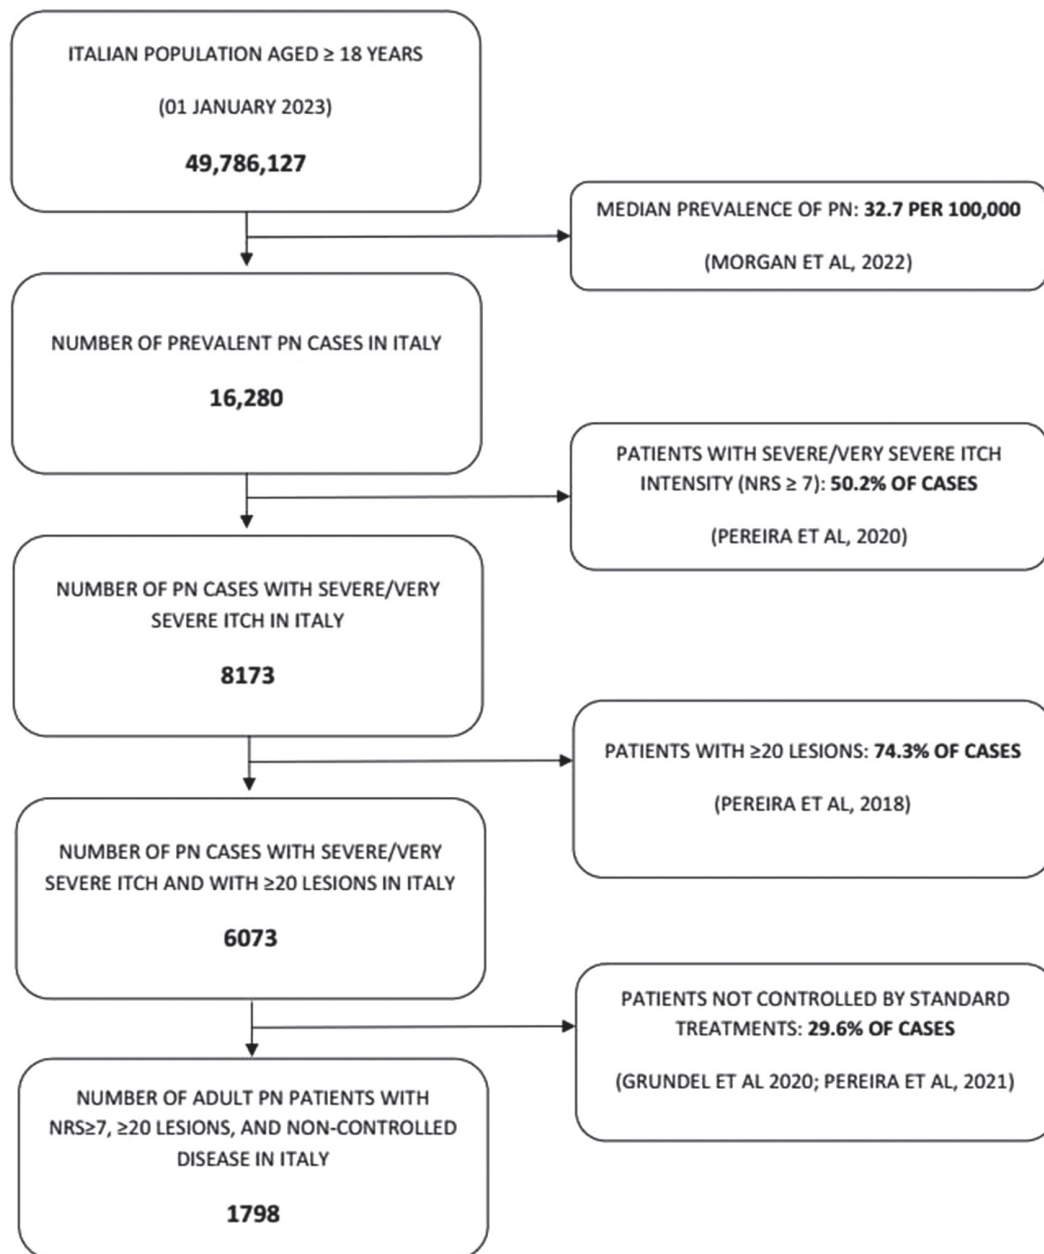 ITALIAN POPULATION AGED ≥ 18 YEARS
(01 JANUARY 2023)
49,786,127
MEDIAN PREVALENCE OF PN: 32.7 PER 100,000
(MORGAN ET AL, 2022)
NUMBER OF PREVALENT PN CASES IN ITALY
16,280
PATIENTS WITH SEVERE/VERY SEVERE ITCH
INTENSITY (NRS ≥ 7): 50.2% OF CASES
(PEREIRA ET AL, 2020)
NUMBER OF PN CASES WITH SEVERE/VERY
SEVERE ITCH IN ITALY
8173
PATIENTS WITH ≥20 LESIONS: 74.3% OF CASES
(PEREIRA ET AL, 2018)
NUMBER OF PN CASES WITH SEVERE/VERY
SEVERE ITCH AND WITH ≥20 LESIONS IN ITALY
6073
PATIENTS NOT CONTROLLED BY STANDARD
TREATMENTS: 29.6% OF CASES
(GRUNDEL ET AL 2020; PEREIRA ET AL, 2021)
NUMBER OF ADULT PN PATIENTS WITH
NRS≥7, ≥20 LESIONS, AND NON-CONTROLLED
DISEASE IN ITALY
1798